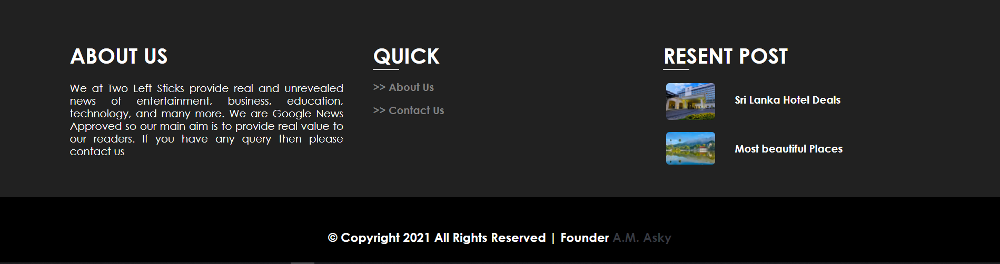 ABOUT US
We at Two Left Sticks provide real and unrevealed
news of entertainment, business, education,
technology, and many more. We are Google News
Approved so our main aim is to provide real value to
our readers. If you have any query then please
contact us
QUICK
>> About Us
>> Contact Us
RESENT POST
Sri Lanka Hotel Deals
Most beautiful Places
© Copyright 2021 All Rights Reserved | Founder A.M. Asky